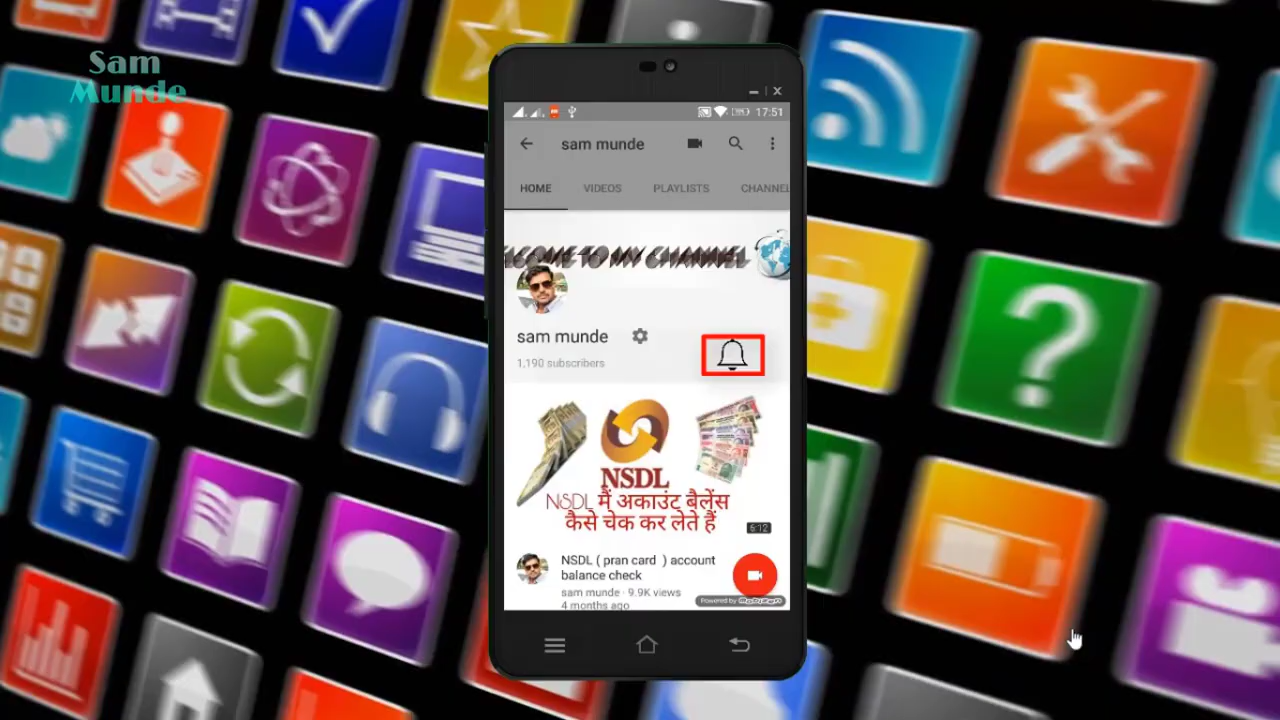 Sam
Munde
17:51
sam munde
HOME VIDEOS PLAYLISTS CHANNEL
WELCOME TO MY CHANNEL
sam munde
1,190 subscribers
NSDL
NSDL में अकाउंट बैलेंस
कैसे चेक कर लेते हैं
6:12
NSDL ( pran card ) account
balance check
sam munde · 9.9K views
4 months ago
Powered by Mobizen